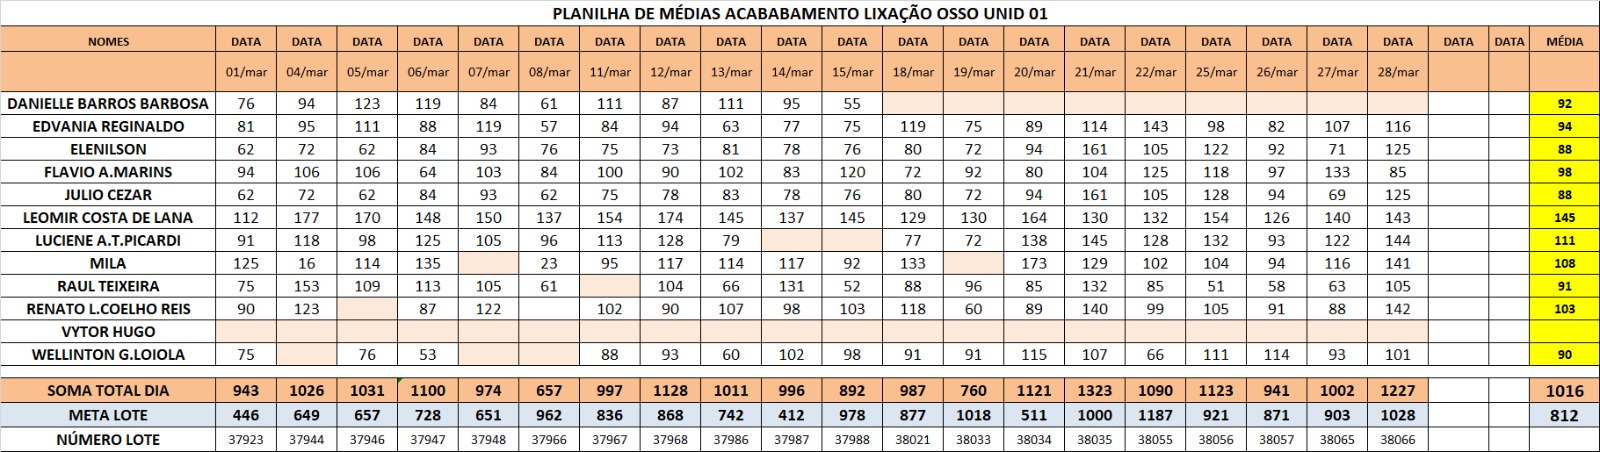 PLANILHA DE MÉDIAS ACABABAMENTO LIXAÇÃO OSSO UNID 01
NOMES DATA DATA DATA DATA DATA DATA DATA DATA DATA DATA DATA DATA DATA DATA DATA DATA DATA DATA DATA DATA DATA DATA MÉDIA
01/mar 04/mar 05/mar 06/mar 07/mar 08/mar 11/mar 12/mar 13/mar 14/mar 15/mar 18/mar 19/mar 20/mar 21/mar 22/mar 25/mar 26/mar 27/mar 28/mar
DANIELLE BARROS BARBOSA 76 94 123 119 84 61 111 87 111 95 55 92
EDVANIA REGINALDO 81 95 111 88 119 57 84 94 63 77 75 119 75 89 114 143 98 82 107 116 94
ELENILSON 62 72 62 84 93 76 75 73 81 78 76 80 72 94 161 105 122 92 71 125 88
FLAVIO A.MARINS 94 106 106 64 103 84 100 90 102 83 120 72 92 80 104 125 118 97 133 85 98
JULIO CEZAR 62 72 62 84 93 62 75 78 83 78 76 80 72 94 161 105 128 94 69 125 88
LEOMIR COSTA DE LANA 112 177 170 148 150 137 154 174 145 137 145 129 130 164 130 132 154 126 140 143 145
LUCIENE A.T.PICARDI 91 118 98 125 105 96 113 128 79 77 72 138 145 128 132 93 122 144 111
MILA 125 16 114 135 23 95 117 114 117 92 133 173 129 102 104 94 116 141 108
RAUL TEIXEIRA 75 153 109 113 105 61 104 66 131 52 88 96 85 132 85 51 58 63 105 91
RENATO L.COELHO REIS 90 123 87 122 102 90 107 98 103 118 60 89 140 99 105 91 88 142 103
VYTOR HUGO
WELLINTON G.LOIOLA 75 76 53 88 93 60 102 98 91 91 115 107 66 111 114 93 101 90
SOMA TOTAL DIA 943 1026 1031 1100 974 657 997 1128 1011 996 892 987 760 1121 1323 1090 1123 941 1002 1227 1016
META LOTE 446 649 657 728 651 962 836 868 742 412 978 877 1018 511 1000 1187 921 871 903 1028 812
NÚMERO LOTE 37923 37944 37946 37947 37948 37966 37967 37968 37986 37987 37988 38021 38033 38034 38035 38055 38056 38057 38065 38066